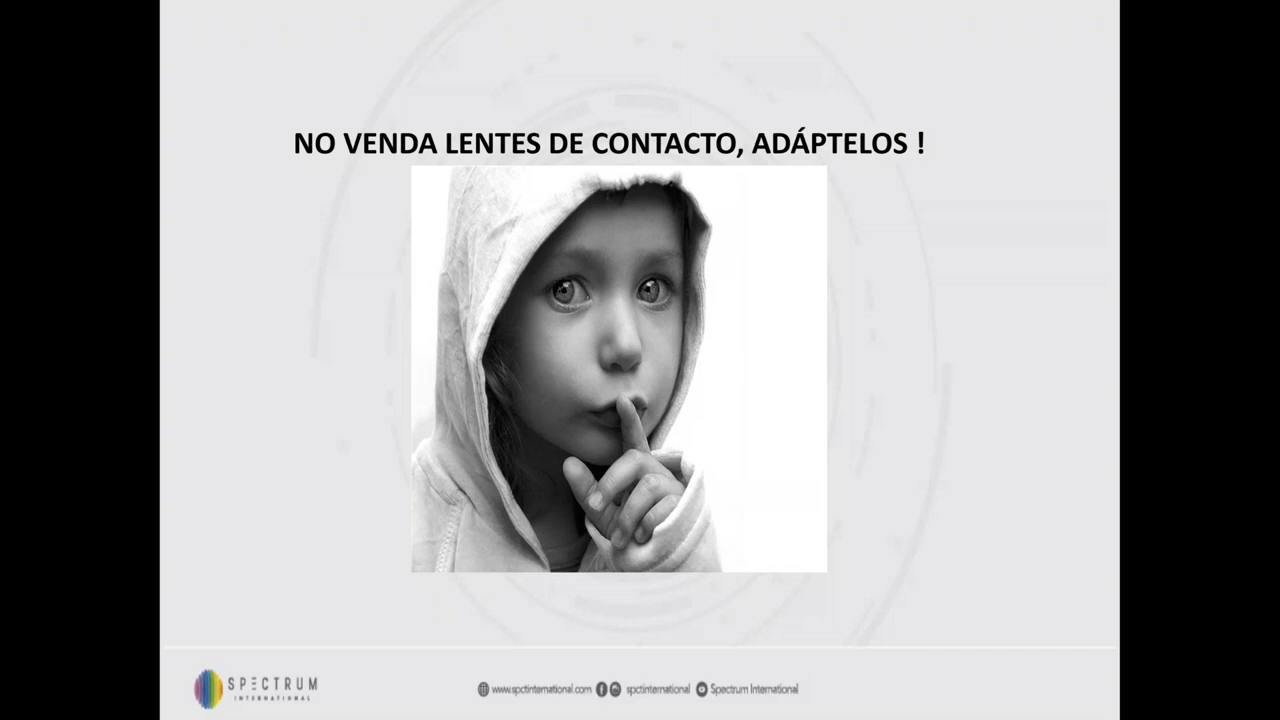 NO VENDA LENTES DE CONTACTO, ADÁPTELOS !
SPECTRUM
INTERNATIONAL
www.spctinternational.com spctinternational Spectrum International